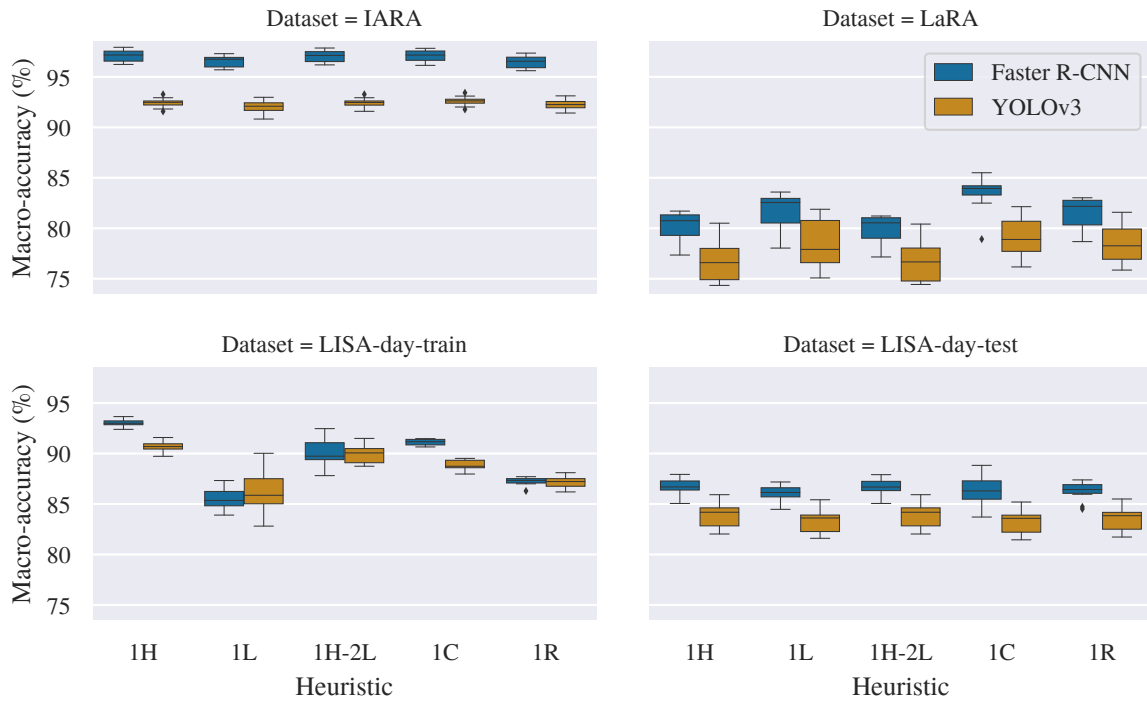 Dataset = IARA
Dataset = LaRA
Macro-accuracy (%)
95
90
85
80
75
Faster R-CNN
YOLOv3
Dataset = LISA-day-train
Dataset = LISA-day-test
Macro-accuracy (%)
95
90
85
80
75
1H 1L 1H-2L 1C 1R
1H 1L 1H-2L 1C 1R
Heuristic
Heuristic